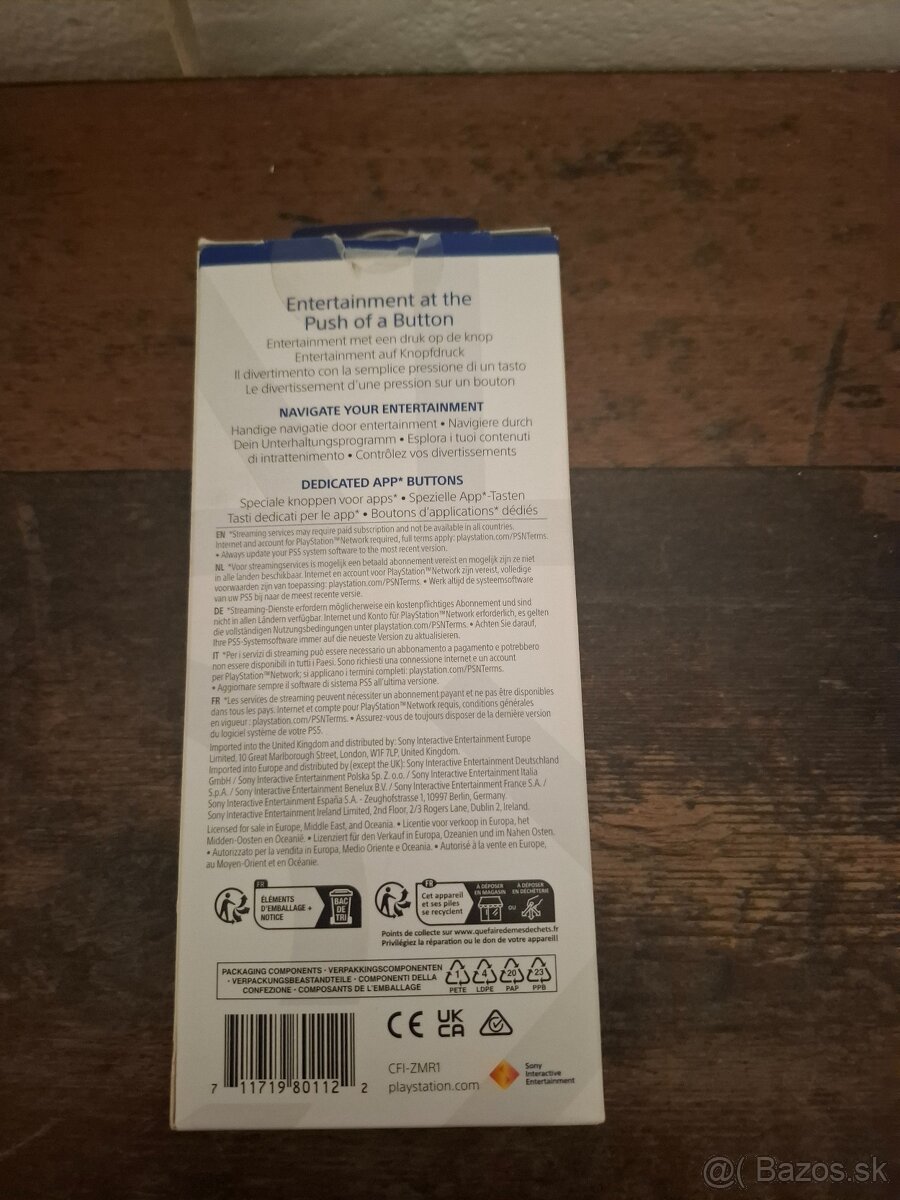 Entertainment at the
Push of a Button
Entertainment met een druk op de knop
Entertainment auf Knopfdruck
Il divertimento con la semplice pressione di un tasto
Le divertissement d'une pression sur un bouton
NAVIGATE YOUR ENTERTAINMENT
Handige navigatie door entertainment • Navigiere durch
Dein Unterhaltungsprogramm • Esplora i tuoi contenuti
di intrattenimento • Contrôlez vos divertissements
DEDICATED APP* BUTTONS
Speciale knoppen voor apps* • Spezielle App*-Tasten
Tasti dedicati per le app* • Boutons d'applications* dédiés
EN *Streaming services may require paid subscription and not be available in all countries.
Internet and account for PlayStation™Network required, full terms apply: playstation.com/PSNTerms.
• Always update your PS5 system software to the most recent version.
NL *Voor streamingservices is mogelijk een betaald abonnement vereist en mogelijk zijn ze niet
in alle landen beschikbaar. Internet en account voor PlayStation™Network zijn vereist, volledige
voorwaarden zijn van toepassing: playstation.com/PSNTerms. • Werk altijd de systeemsoftware
van uw PS5 bij naar de meest recente versie.
DE *Streaming-Dienste erfordern möglicherweise ein kostenpflichtiges Abonnement und sind
nicht in allen Ländern verfügbar. Internet und Konto für PlayStation™Network erforderlich, es gelten
die vollständigen Nutzungsbedingungen unter playstation.com/PSNTerms. • Achten Sie darauf,
Ihre PS5-Systemsoftware immer auf die neueste Version zu aktualisieren.
IT *Per i servizi di streaming può essere necessario un abbonamento a pagamento e potrebbero
non essere disponibili in tutti i Paesi. Sono richiesti una connessione Internet e un account
per PlayStation™Network; si applicano i termini completi: playstation.com/PSNTerms.
• Aggiornare sempre il software di sistema PS5 all'ultima versione.
FR *Les services de streaming peuvent nécessiter un abonnement payant et ne pas être disponibles
dans tous les pays. Internet et compte pour PlayStation™Network requis, conditions générales
en vigueur : playstation.com/PSNTerms. • Assurez-vous de toujours disposer de la dernière version
du logiciel système de votre PS5.
Imported into the United Kingdom and distributed by: Sony Interactive Entertainment Europe
Limited, 10 Great Marlborough Street, London, W1F 7LP, United Kingdom.
Imported into Europe and distributed by (except the UK): Sony Interactive Entertainment Deutschland
GmbH / Sony Interactive Entertainment Polska Sp. Z. o.o. / Sony Interactive Entertainment Italia
S.p.A. / Sony Interactive Entertainment Benelux B.V. / Sony Interactive Entertainment France S.A. /
Sony Interactive Entertainment España S.A. - Zeughofstrasse 1, 10997 Berlin, Germany.
Sony Interactive Entertainment Ireland Limited, 2nd Floor, 2/3 Rogers Lane, Dublin 2, Ireland.
Licensed for sale in Europe, Middle East, and Oceania. • Licentie voor verkoop in Europa, het
Midden-Oosten en Oceanië. • Lizenziert für den Verkauf in Europa, Ozeanien und im Nahen Osten.
• Autorizzato per la vendita in Europa, Medio Oriente e Oceania. • Autorisé à la vente en Europe,
au Moyen-Orient et en Océanie.
FR
ÉLÉMENTS
D'EMBALLAGE +
NOTICE
BAC
DE
TRI
FR
Cet appareil
et ses piles
se recyclent
À DÉPOSER
EN MAGASIN
OU
À DÉPOSER
EN DÉCHÈTERIE
Points de collecte sur www.quefairedemesdechets.fr
Privilégiez la réparation ou le don de votre appareil!
PACKAGING COMPONENTS · VERPAKKINGSCOMPONENTEN
· VERPACKUNGSBESTANDTEILE · COMPONENTI DELLA
CONFEZIONE · COMPOSANTS DE L'EMBALLAGE
1
PETE
4
LDPE
20
PAP
23
PPB
CE
UK
CA
7 11719 80112 2
CFI-ZMR1
playstation.com
Sony
Interactive
Entertainment
@( Bazos.sk